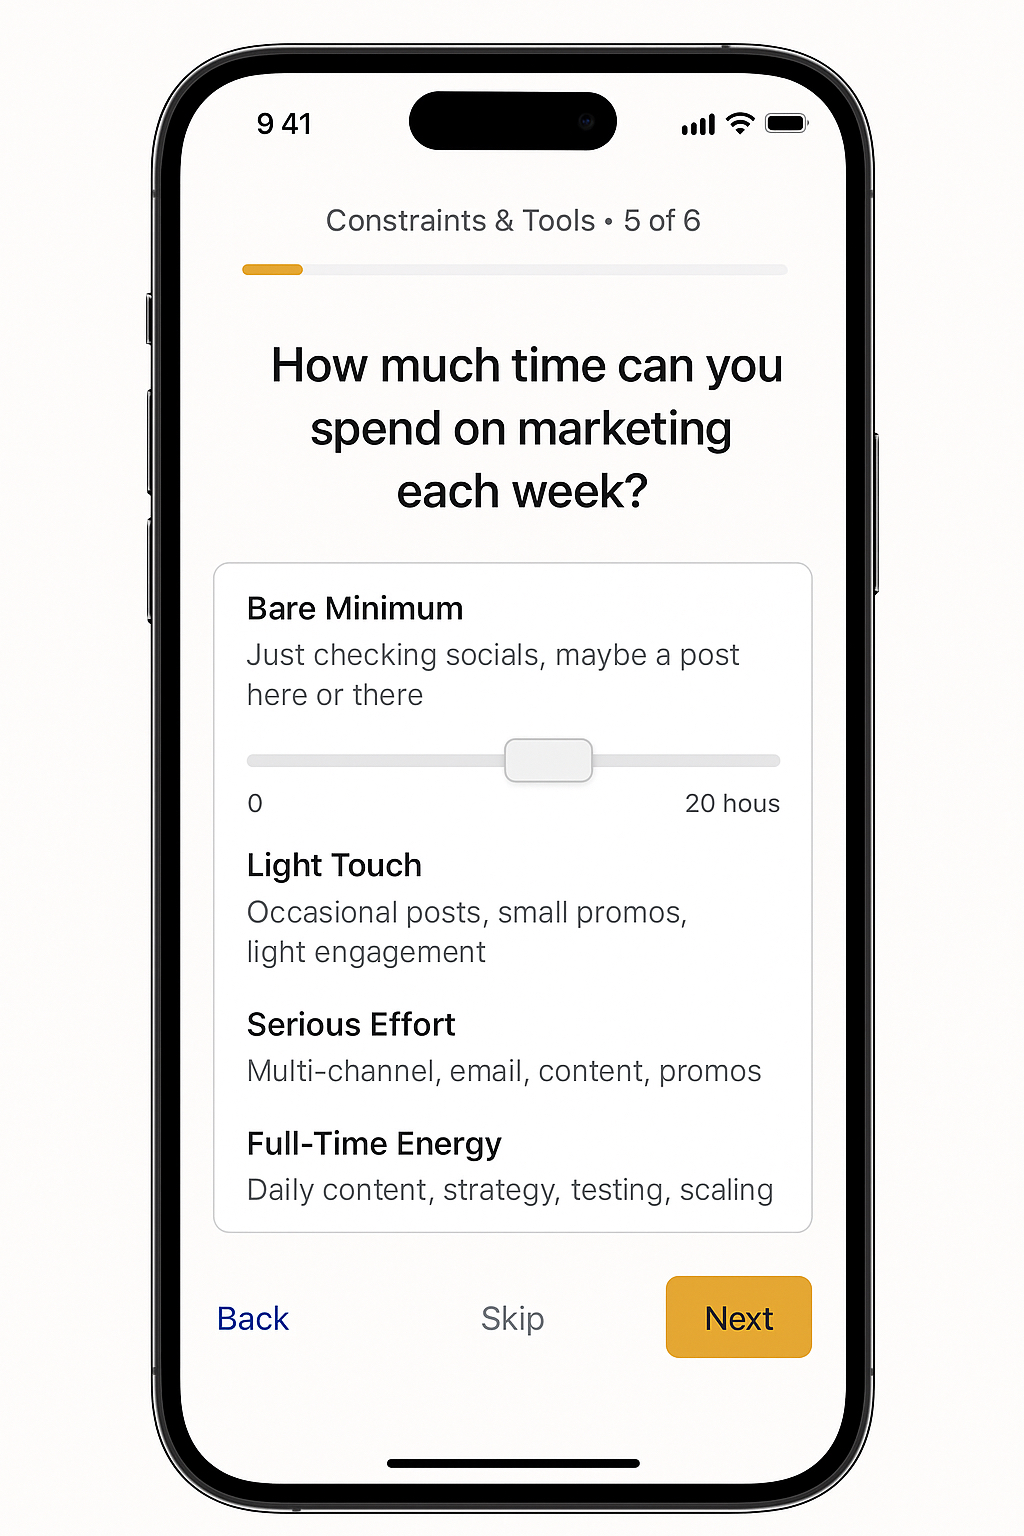 9 41
Constraints & Tools • 5 of 6
How much time can you
spend on marketing
each week?
Bare Minimum
Just checking socials, maybe a post
here or there
0 20 hous
Light Touch
Occasional posts, small promos,
light engagement
Serious Effort
Multi-channel, email, content, promos
Full-Time Energy
Daily content, strategy, testing, scaling
Back Skip Next